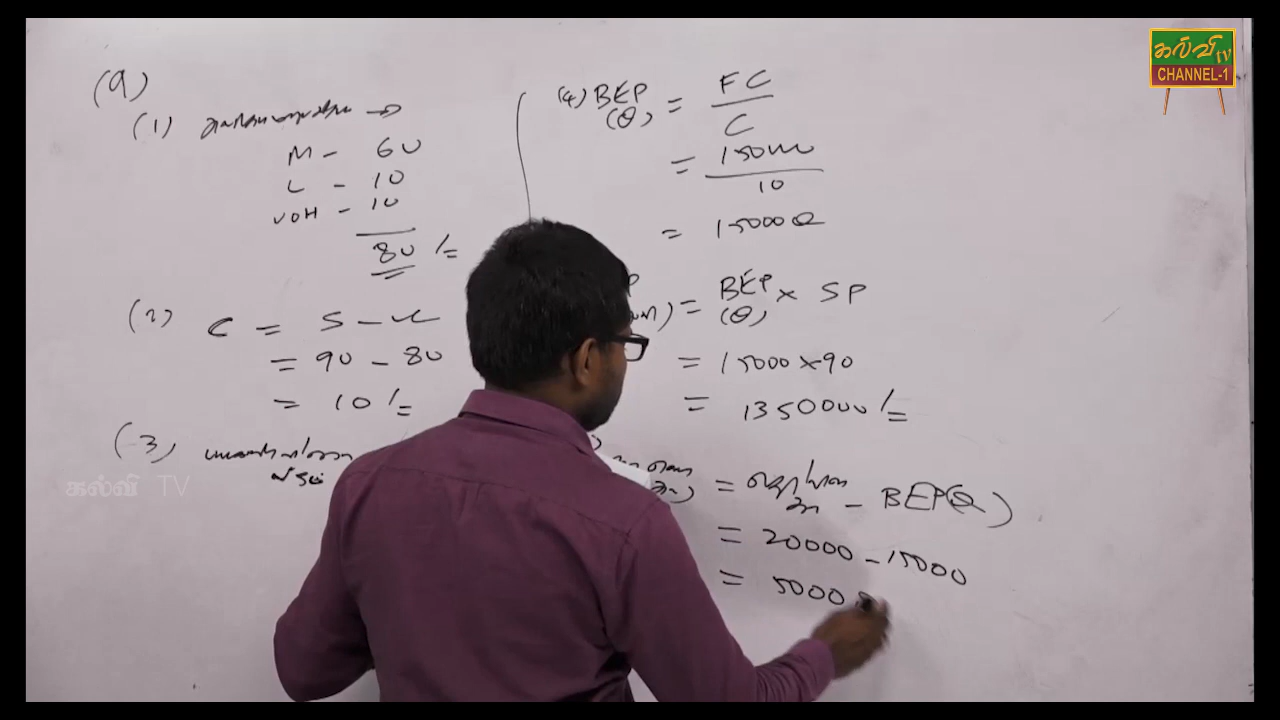 (a)
(1)
M - 60
L - 10
VOH - 10
80 /=
(2) C = S - VC
= 90 - 80
= 10 /=
(3)
(4) BEP (Q) = FC / C
= 150000 / 10
= 15000 Q
= BEP (Q) x SP
= 15000 x 90
= 1350000 /=
= - BEP(Q)
= 20000 - 15000
= 5000
கல்வி TV
CHANNEL-1
கல்வி TV